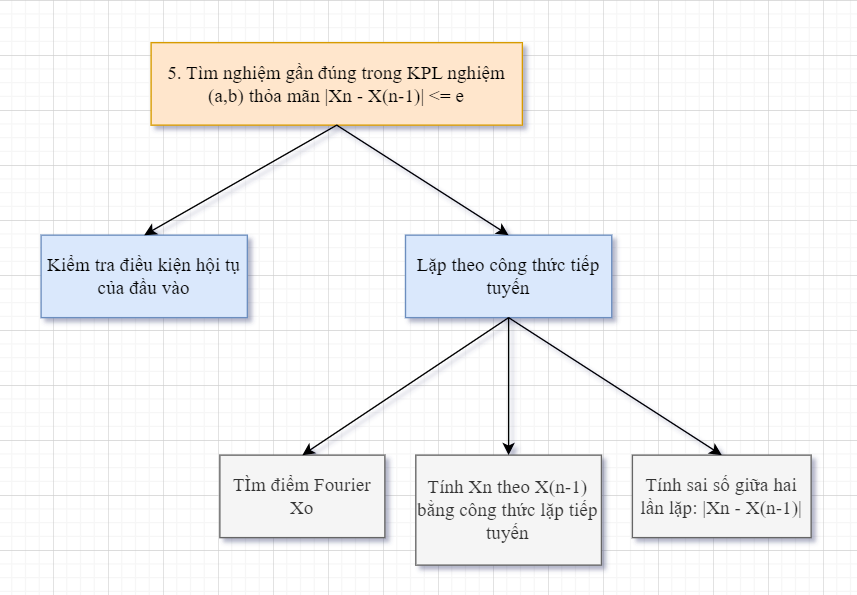 5. Tìm nghiệm gần đúng trong KPL nghiệm
(a,b) thỏa mãn |Xn - X(n-1)| <= e
Kiểm tra điều kiện hội tụ
của đầu vào
Lặp theo công thức tiếp
tuyến
TÌm điểm Fourier
Xo
Tính Xn theo X(n-1)
bằng công thức lặp tiếp
tuyến
Tính sai số giữa hai
lần lặp: |Xn - X(n-1)|